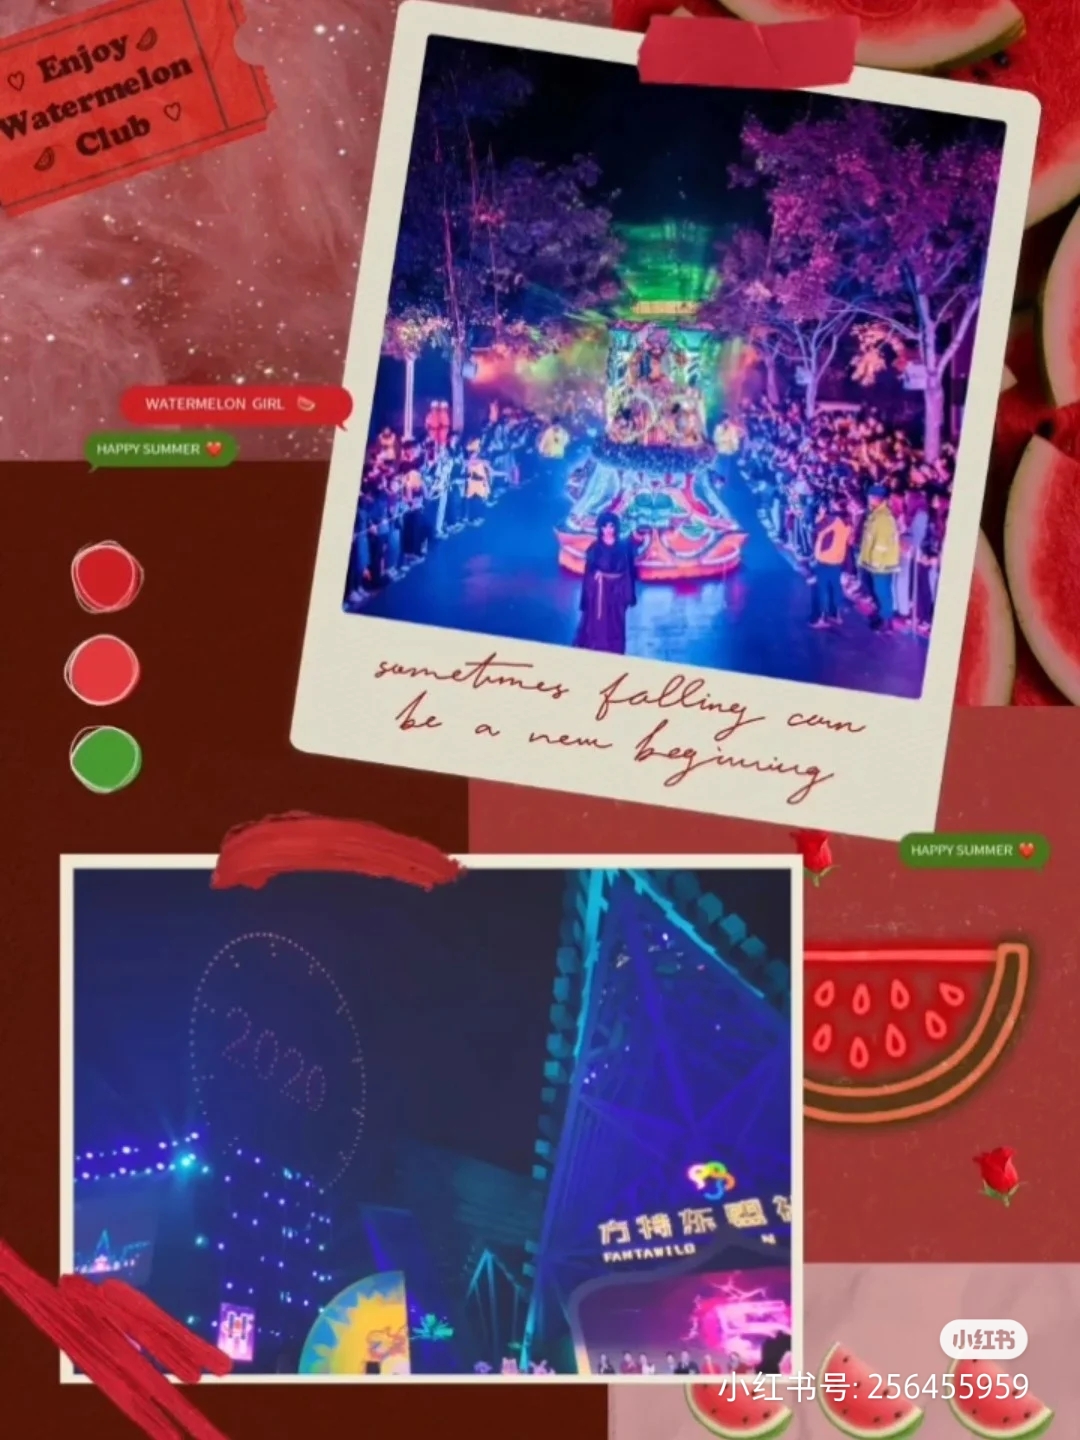 Enjoy
Watermelon
Club
WATERMELON GIRL
HAPPY SUMMER
sometimes falling can
be a new beginning
HAPPY SUMMER
2020
方特东
FANTAWILD
小红书
小红书号: 256455959